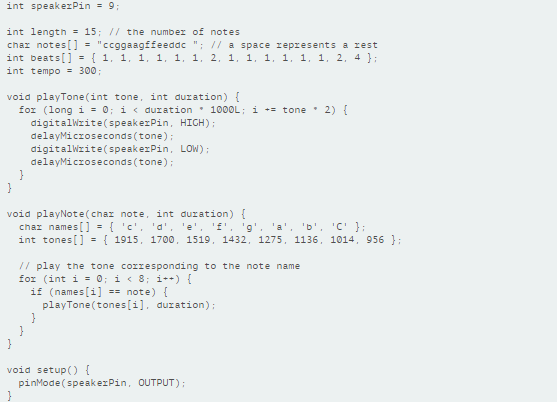 int speakerPin = 9;
int length = 15; // the number of notes
char notes[] = "ccggaagffeeddc "; // a space represents a rest
int beats[] = { 1, 1, 1, 1, 1, 1, 2, 1, 1, 1, 1, 1, 1, 2, 4 };
int tempo = 300;
void playTone(int tone, int duration) {
for (long i = 0; i < duration * 1000L; i += tone * 2) {
digitalWrite(speakerPin, HIGH);
delayMicroseconds(tone);
digitalWrite(speakerPin, LOW);
delayMicroseconds(tone);
}
}
void playNote(char note, int duration) {
char names[] = { 'c', 'd', 'e', 'f', 'g', 'a', 'b', 'C' };
int tones[] = { 1915, 1700, 1519, 1432, 1275, 1136, 1014, 956 };
// play the tone corresponding to the note name
for (int i = 0; i < 8; i++) {
if (names[i] == note) {
playTone(tones[i], duration);
}
}
}
void setup() {
pinMode(speakerPin, OUTPUT);
}